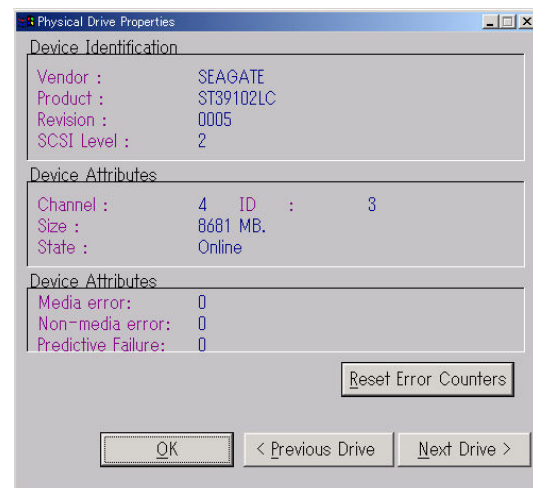 Physical Drive Properties
Device Identification
Vendor : SEAGATE
Product : ST39102LC
Revision : 0005
SCSI Level : 2
Device Attributes
Channel : 4 ID : 3
Size : 8681 MB.
State : Online
Device Attributes
Media error: 0
Non-media error: 0
Predictive Failure: 0
Reset Error Counters
OK
< Previous Drive
Next Drive >